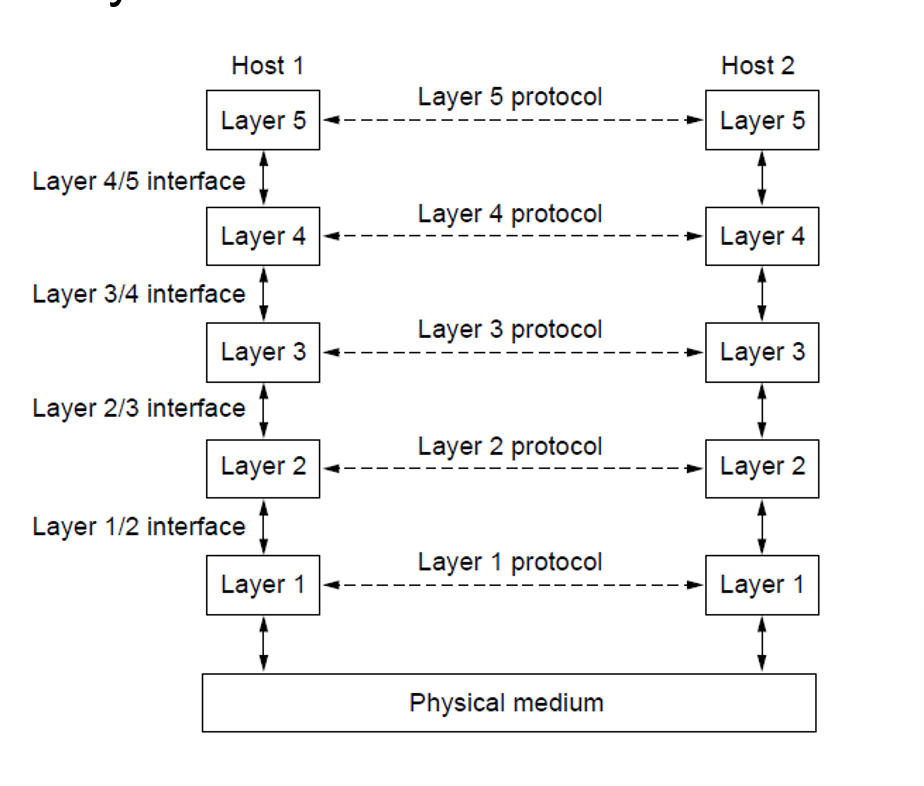 Host 1
Host 2
Layer 5 protocol
Layer 5
Layer 5
Layer 4/5 interface
Layer 4 protocol
Layer 4
Layer 4
Layer 3/4 interface
Layer 3 protocol
Layer 3
Layer 3
Layer 2/3 interface
Layer 2 protocol
Layer 2
Layer 2
Layer 1/2 interface
Layer 1 protocol
Layer 1
Layer 1
Physical medium